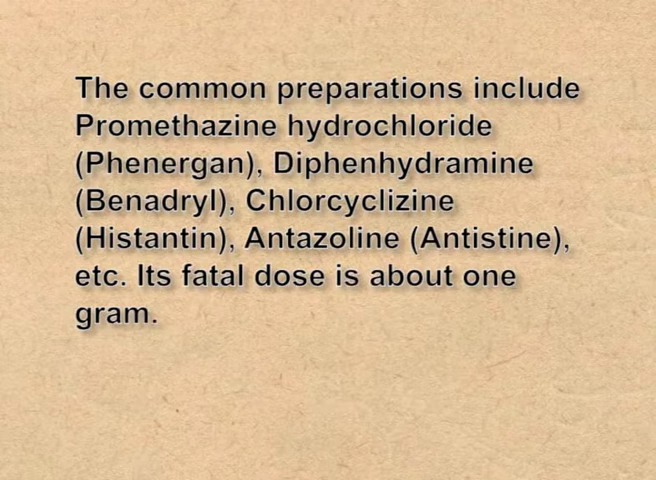 The common preparations include
Promethazine hydrochloride
(Phenergan), Diphenhydramine
(Benadryl), Chlorcyclizine
(Histantin), Antazoline (Antistine),
etc. Its fatal dose is about one
gram.